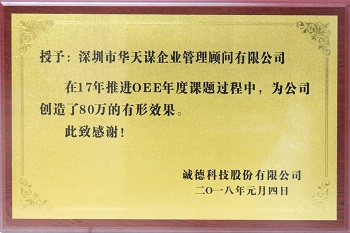 授予：深圳市华天谋企业管理顾问有限公司
在17年推进OEE年度课题过程中，为公司
创造了80万的有形效果。
此致感谢！
诚德科技股份有限公司
二〇一八年元月四日